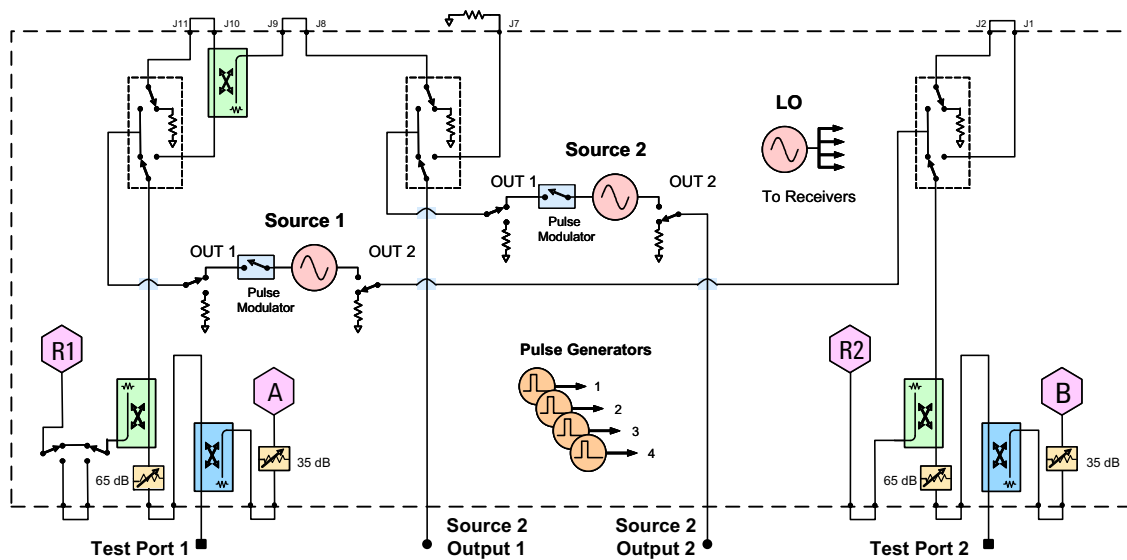 J11 J10 J9 J8 J7 J2 J1
LO
To Receivers
Source 2
OUT 1
OUT 2
Pulse
Modulator
Source 1
OUT 1
OUT 2
Pulse
Modulator
R1
A
65 dB
35 dB
Pulse Generators
1
2
3
4
R2
B
65 dB
35 dB
Test Port 1
Source 2
Output 1
Source 2
Output 2
Test Port 2